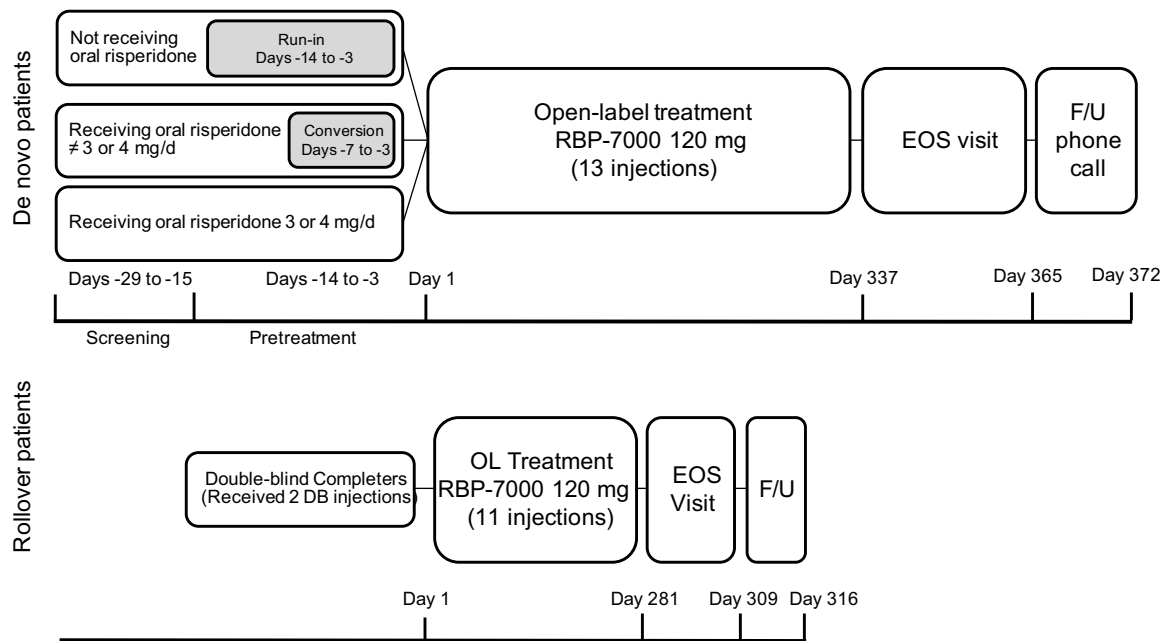 De novo patients
Not receiving
oral risperidone
Run-in
Days -14 to -3
Receiving oral risperidone
≠ 3 or 4 mg/d
Conversion
Days -7 to -3
Receiving oral risperidone 3 or 4 mg/d
Open-label treatment
RBP-7000 120 mg
(13 injections)
EOS visit
F/U
phone
call
Days -29 to -15
Days -14 to -3
Day 1
Day 337
Day 365
Day 372
Screening
Pretreatment
Rollover patients
Double-blind Completers
(Received 2 DB injections)
OL Treatment
RBP-7000 120 mg
(11 injections)
EOS
Visit
F/U
Day 1
Day 281
Day 309
Day 316